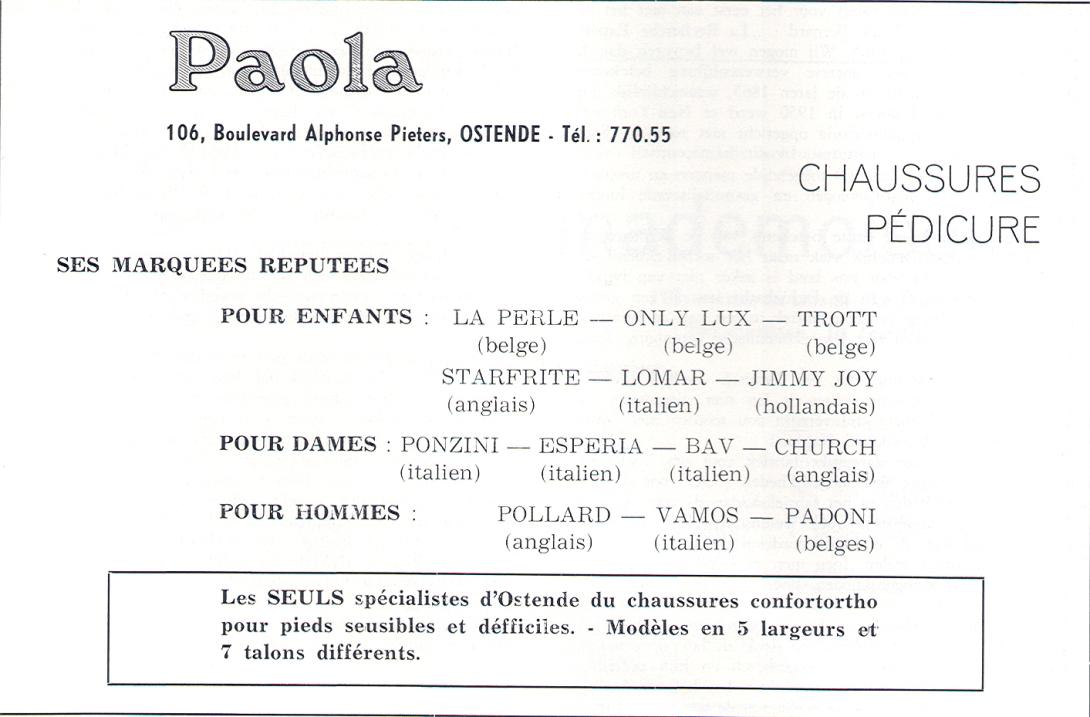 Paola
106, Boulevard Alphonse Pieters, OSTENDE - Tél. : 770.55
CHAUSSURES
PÉDICURE
SES MARQUEES REPUTEES
POUR ENFANTS : LA PERLE — ONLY LUX — TROTT
(belge) (belge) (belge)
STARFRITE — LOMAR — JIMMY JOY
(anglais) (italien) (hollandais)
POUR DAMES : PONZINI — ESPERIA — BAV — CHURCH
(italien) (italien) (italien) (anglais)
POUR HOMMES : POLLARD — VAMOS — PADONI
(anglais) (italien) (belges)
Les SEULS spécialistes d'Ostende du chaussures confortortho
pour pieds seusibles et défficiles. - Modèles en 5 largeurs et
7 talons différents.